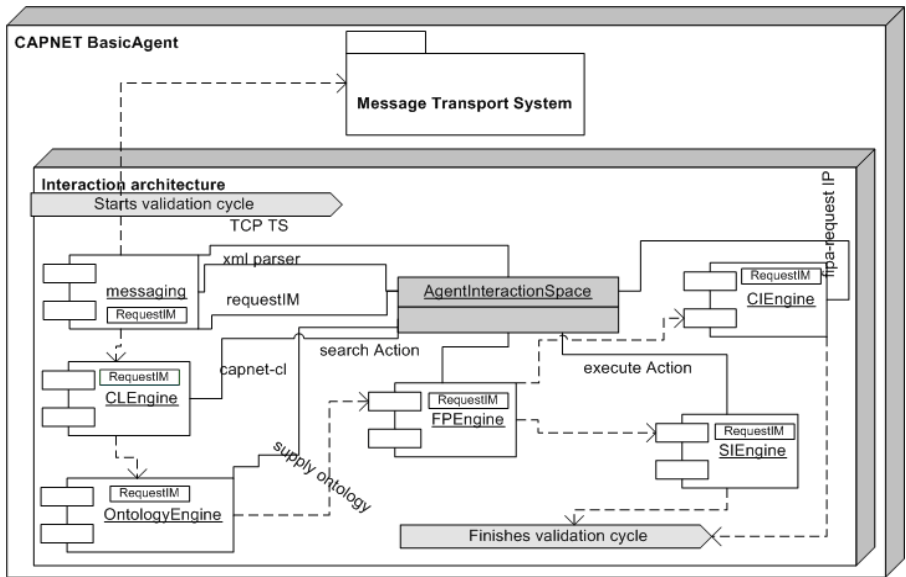 CAPNET BasicAgent
Message Transport System
Interaction architecture
Starts validation cycle
TCP TS
xml parser
messaging
RequestIM
requestIM
AgentInteractionSpace
fipa-request IP
RequestIM
CIEngine
search Action
execute Action
capnet-cl
RequestIM
CLEngine
RequestIM
FPEngine
RequestIM
SIEngine
supply ontology
RequestIM
OntologyEngine
Finishes validation cycle